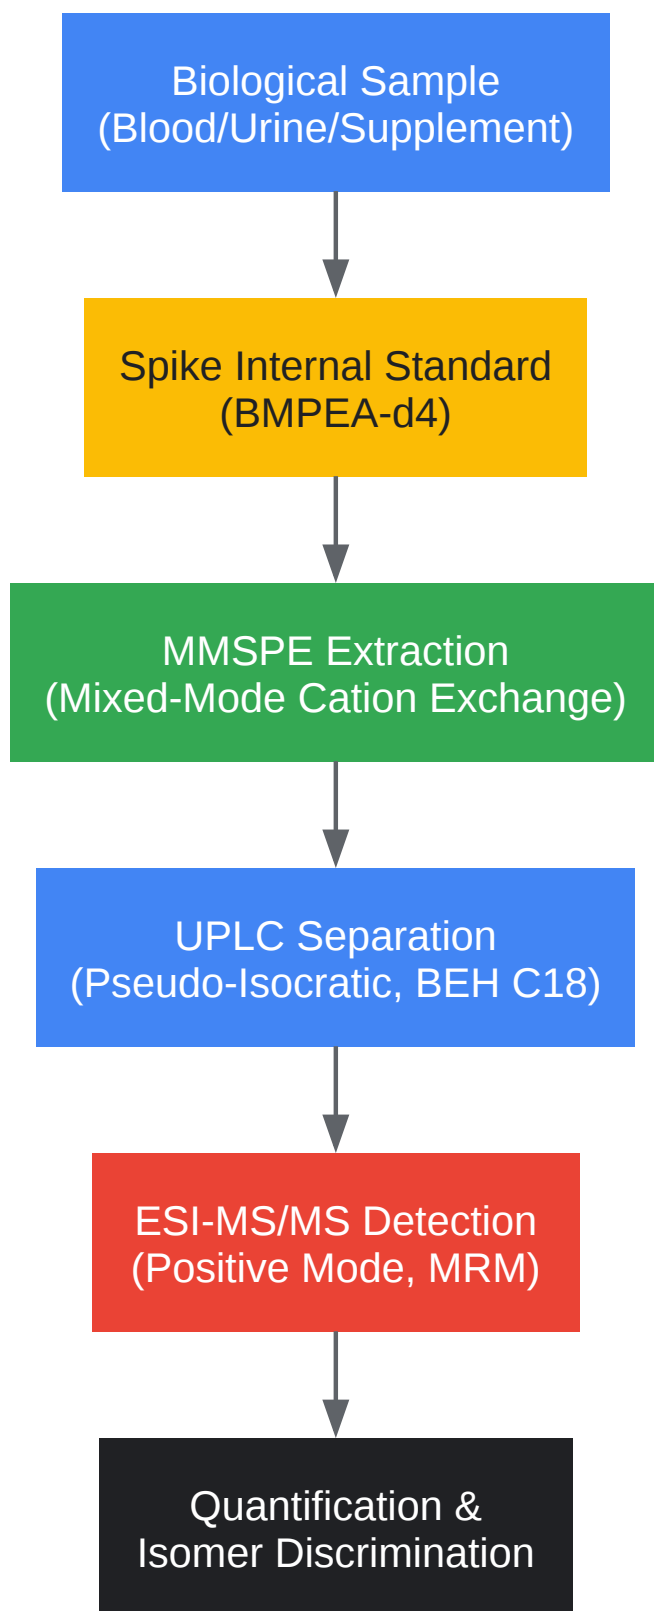 Biological Sample
(Blood/Urine/Supplement)
Spike Internal Standard
(BMPEA-d4)
MMSPE Extraction
(Mixed-Mode Cation Exchange)
UPLC Separation
(Pseudo-Isocratic, BEH C18)
ESI-MS/MS Detection
(Positive Mode, MRM)
Quantification &
Isomer Discrimination